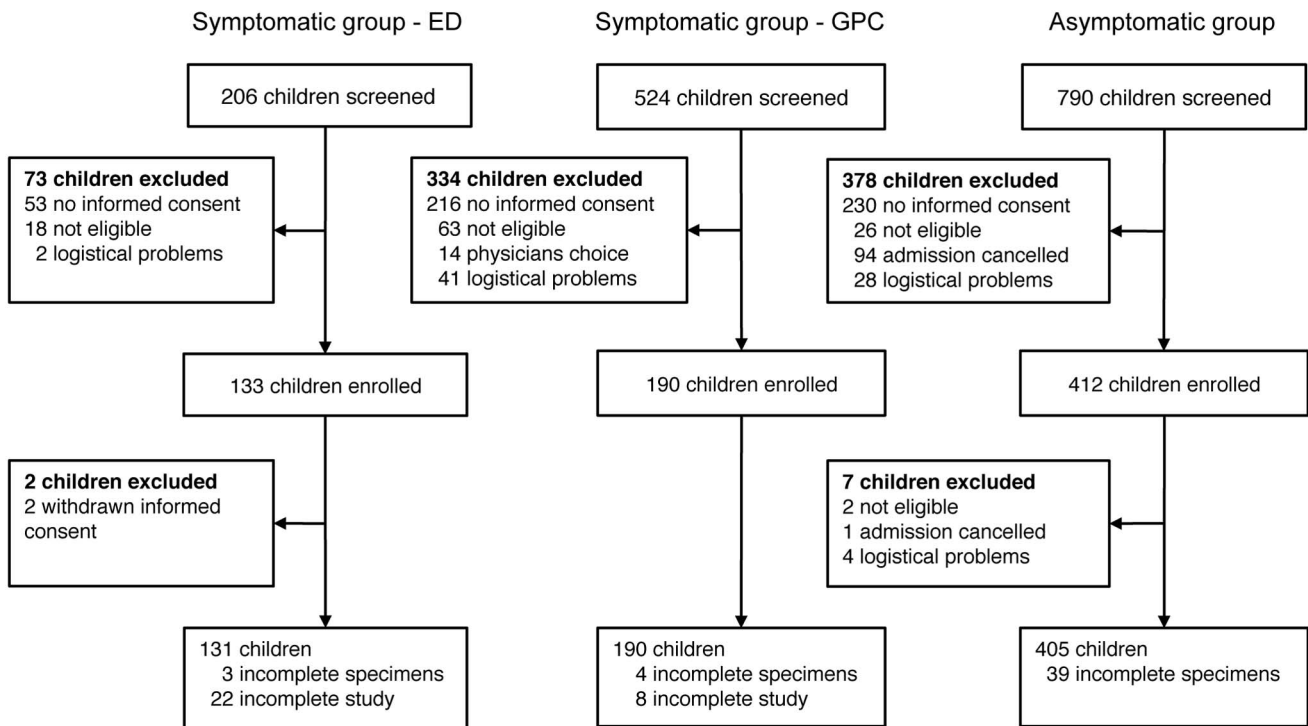 Symptomatic group - ED
Symptomatic group - GPC
Asymptomatic group
206 children screened
524 children screened
790 children screened
73 children excluded
53 no informed consent
18 not eligible
2 logistical problems
334 children excluded
216 no informed consent
63 not eligible
14 physicians choice
41 logistical problems
378 children excluded
230 no informed consent
26 not eligible
94 admission cancelled
28 logistical problems
133 children enrolled
190 children enrolled
412 children enrolled
2 children excluded
2 withdrawn informed
consent
7 children excluded
2 not eligible
1 admission cancelled
4 logistical problems
131 children
3 incomplete specimens
22 incomplete study
190 children
4 incomplete specimens
8 incomplete study
405 children
39 incomplete specimens